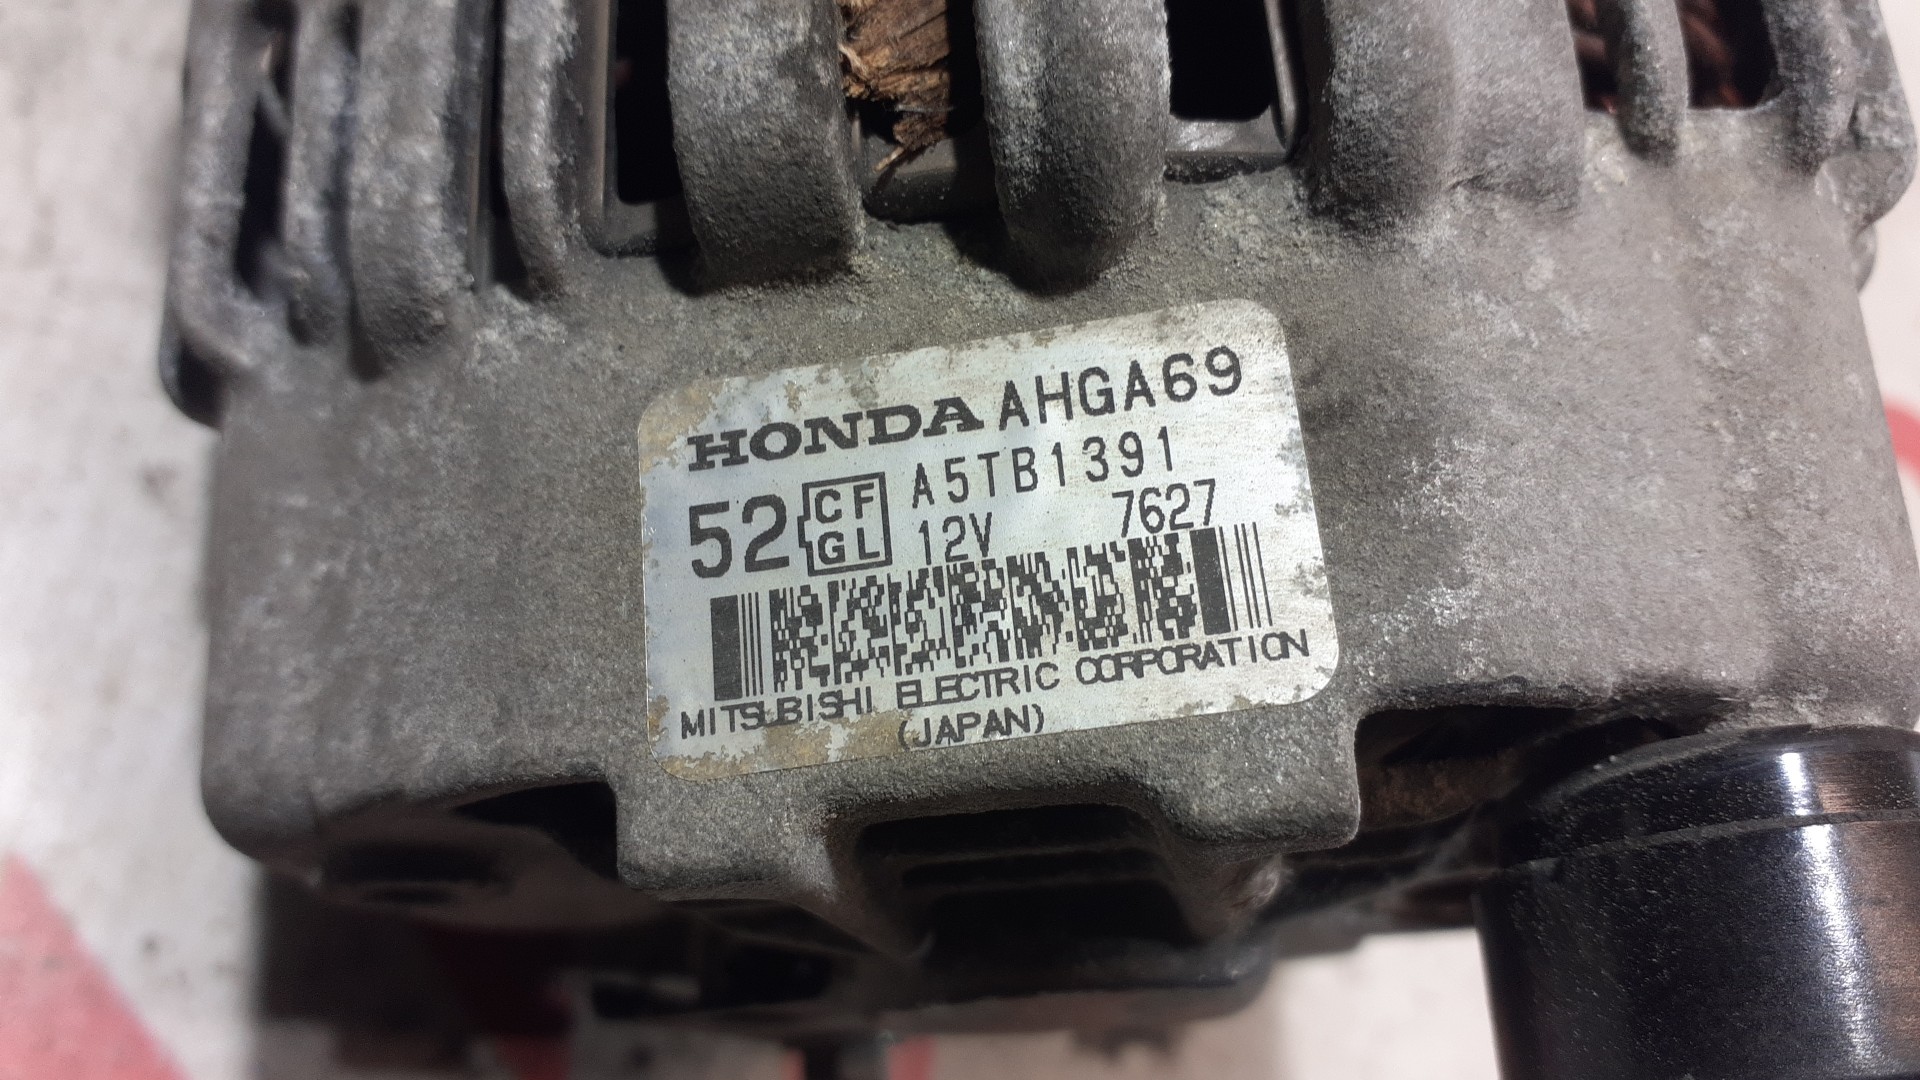 HONDA AHGA69
52 CF GL A5TB1391
12V 7627
MITSUBISHI ELECTRIC CORPORATION
(JAPAN)